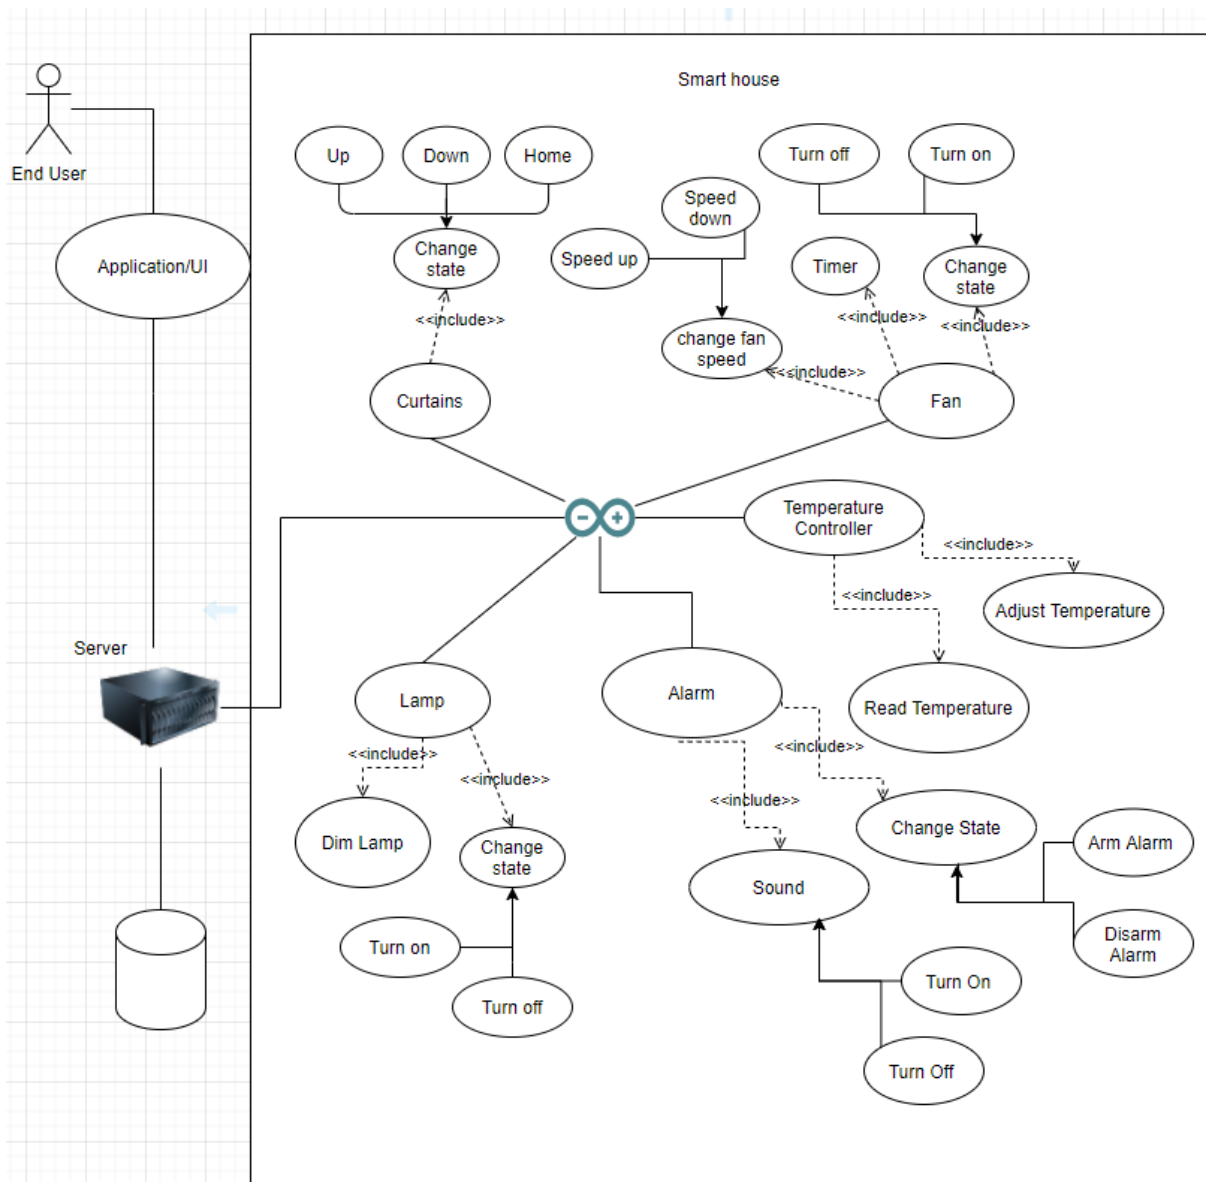 Smart house
End User
Application/UI
Up
Down
Home
Change
state
<<include>>
Curtains
Speed
down
Speed up
change fan
speed
<<include>>
Timer
<<include>>
Turn off
Turn on
Change
state
<<include>>
Fan
Temperature
Controller
<<include>>
Adjust Temperature
<<include>>
Read Temperature
Server
Lamp
<<include>>
Dim Lamp
<<include>>
Change
state
Turn on
Turn off
Alarm
<<include>>
Sound
<<include>>
Change State
Arm Alarm
Disarm
Alarm
Turn On
Turn Off